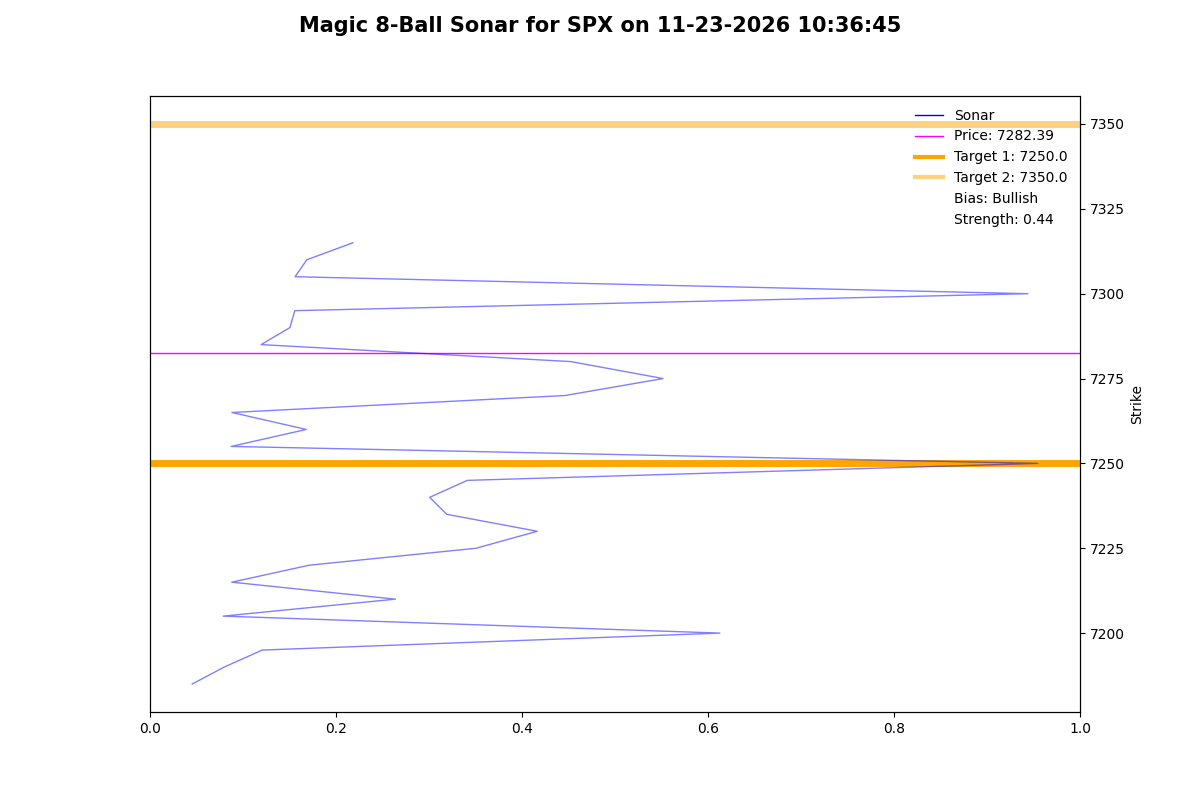 Magic 8-Ball Sonar for SPX on 11-23-2026 10:36:45
Sonar
Price: 7282.39
Target 1: 7250.0
Target 2: 7350.0
Bias: Bullish
Strength: 0.44
7350
7325
7300
7275
7250
7225
7200
Strike
0.0 0.2 0.4 0.6 0.8 1.0